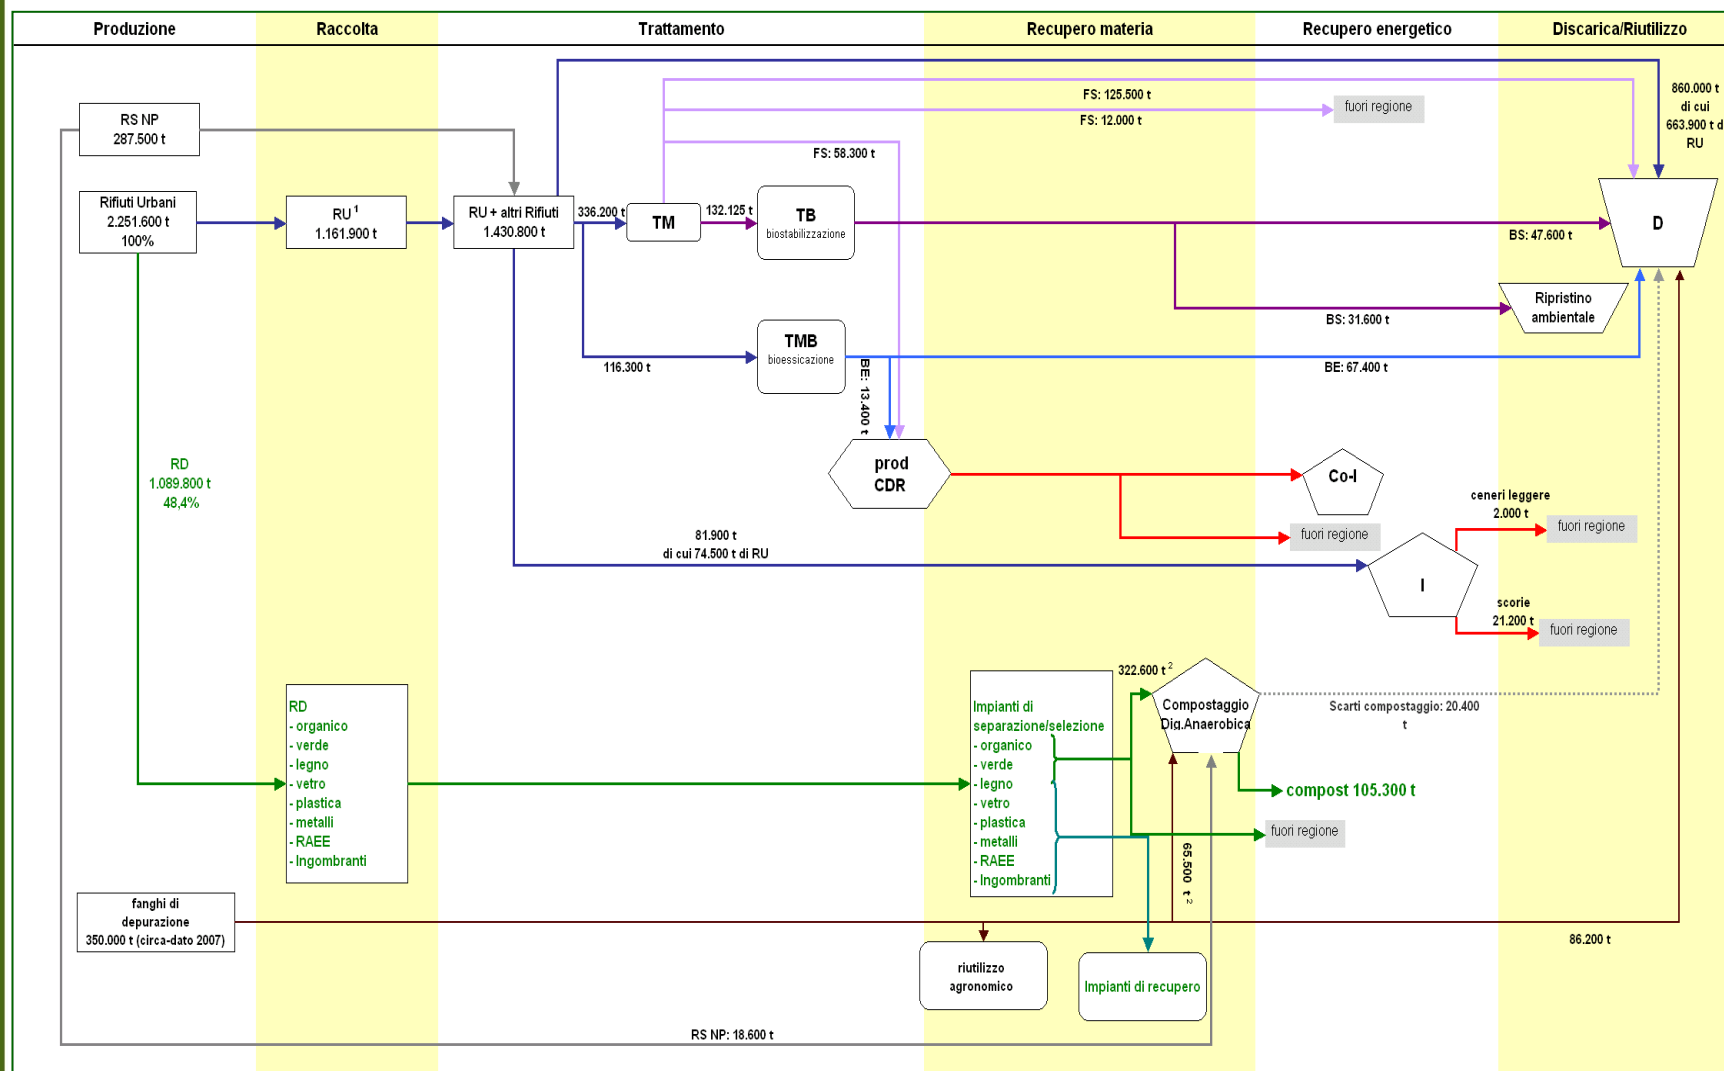 Produzione
Raccolta
Trattamento
Recupero materia
Recupero energetico
Discarica/Riutilizzo
RS NP
287.500 t
FS: 125.500 t
FS: 12.000 t
fuori regione
FS: 58.300 t
860.000 t
di cui
663.900 t d
RU
Rifiuti Urbani
2.251.600 t
100%
RU 1
1.161.900 t
RU + altri Rifiuti
1.430.800 t
336.200 t
TM
132.125 t
TB
biostabilizzazione
BS: 47.600 t
D
Ripristino
ambientale
BS: 31.600 t
TMB
bioessicazione
116.300 t
BE: 13.400 t
BE: 67.400 t
prod
CDR
Co-I
fuori regione
RD
1.089.800 t
48,4%
81.900 t
di cui 74.500 t di RU
ceneri leggere
2.000 t
fuori regione
I
scorie
21.200 t
fuori regione
RD
- organico
- verde
- legno
- vetro
- plastica
- metalli
- RAEE
- Ingombranti
Impianti di
separazione/selezione
- organico
- verde
- legno
- vetro
- plastica
- metalli
- RAEE
- Ingombranti
322.600 t 2
Compostaggio
Dig.Anaerobica
Scarti compostaggio: 20.400
t
compost 105.300 t
fuori regione
65.500 t 2
fanghi di
depurazione
350.000 t (circa-dato 2007)
86.200 t
riutilizzo
agronomico
Impianti di recupero
RS NP: 18.600 t